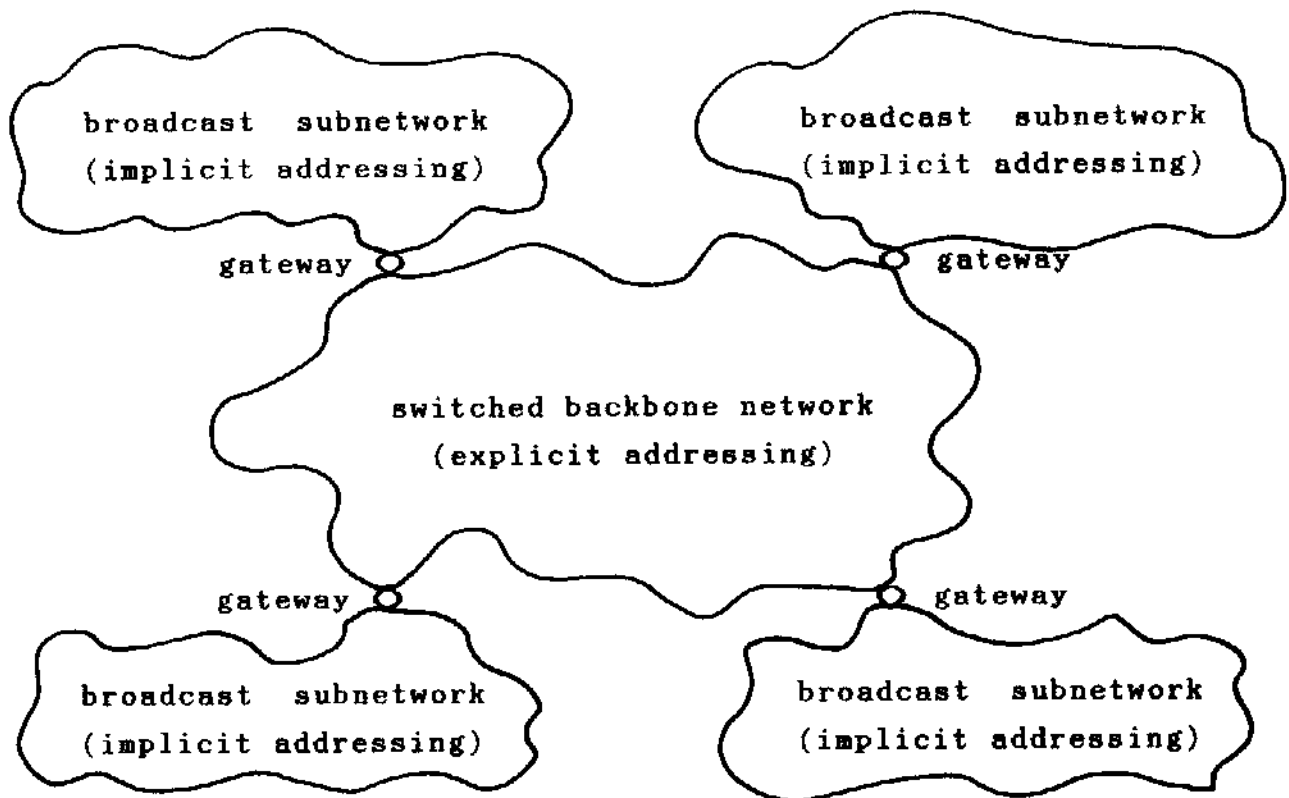 broadcast subnetwork
(implicit addressing)
broadcast subnetwork
(implicit addressing)
gateway
gateway
switched backbone network
(explicit addressing)
gateway
gateway
broadcast subnetwork
(implicit addressing)
broadcast subnetwork
(implicit addressing)